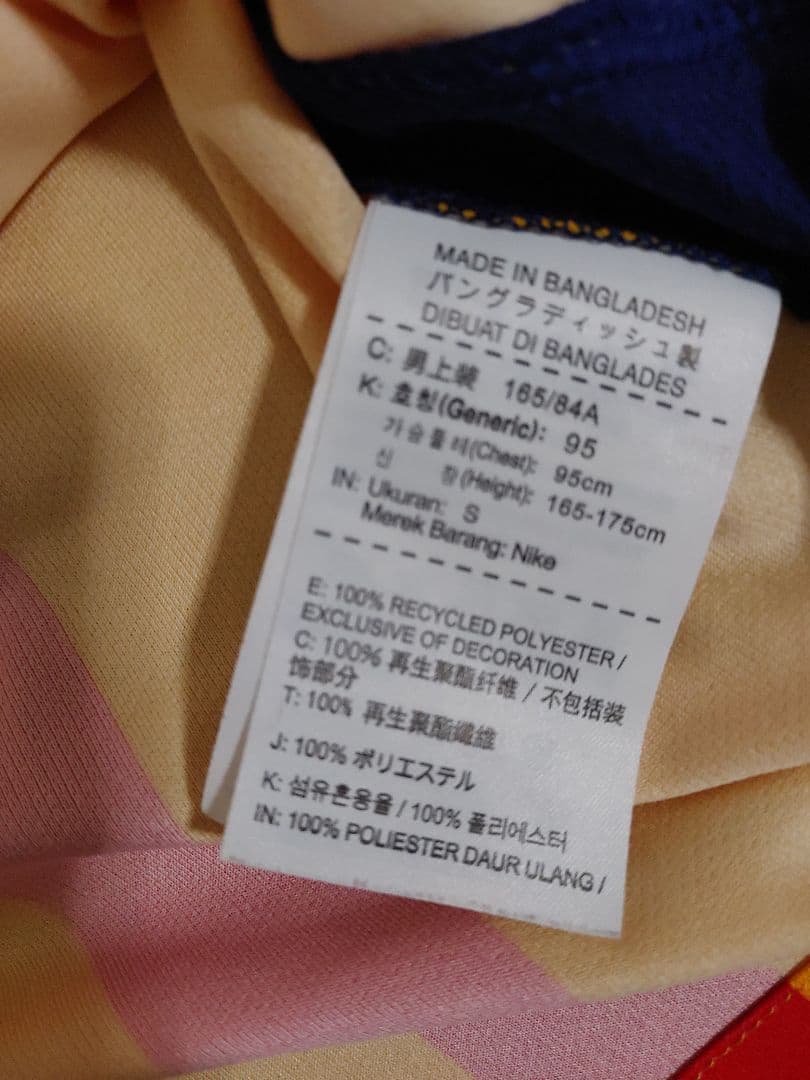 MADE IN BANGLADESH
バングラディッシュ製
DIBUAT DI BANGLADES
C: 男上装 165/84A
K: 호칭(Generic): 95
가슴둘레(Chest): 95cm
신 장(Height): 165-175cm
IN: Ukuran: S
Merek Barang: Nike
E: 100% RECYCLED POLYESTER /
EXCLUSIVE OF DECORATION
C: 100% 再生聚酯纤维 / 不包括装
饰部分
T: 100% 再生聚酯纖維
J: 100% ポリエステル
K: 섬유혼용율 / 100% 폴리에스터
IN: 100% POLIESTER DAUR ULANG /